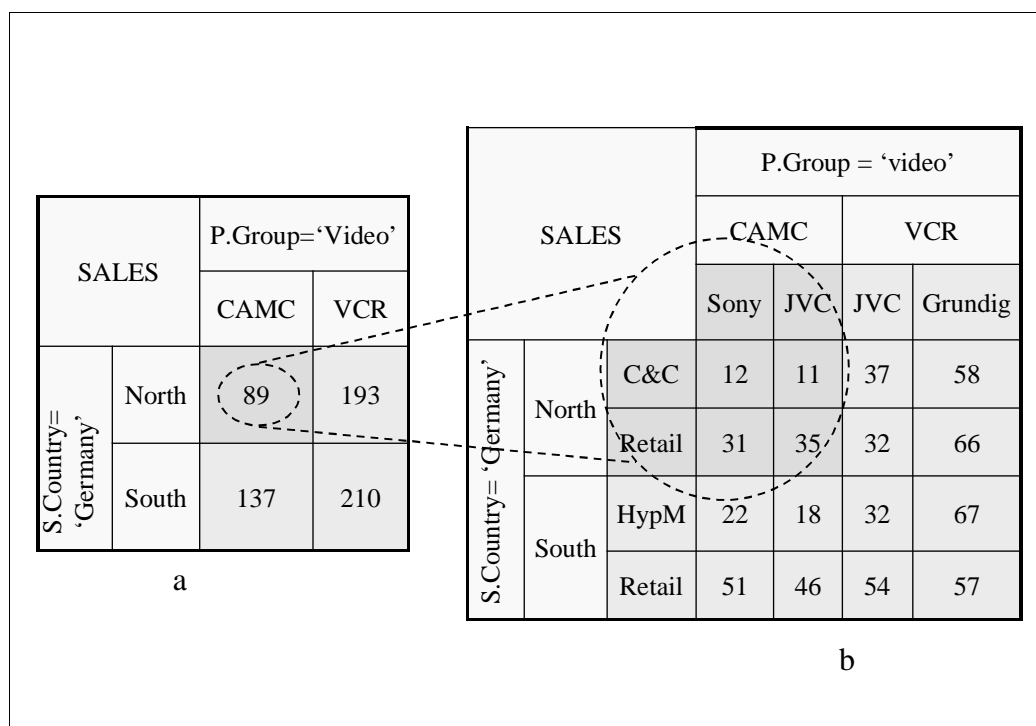 P.Group=‘Video’
SALES
CAMC VCR
S.Country=
‘Germany’
North 89 193
South 137 210
a
P.Group = ‘video’
SALES
CAMC VCR
Sony JVC JVC Grundig
S.Country= ‘Germany’
North
C&C 12 11 37 58
Retail 31 35 32 66
South
HypM 22 18 32 67
Retail 51 46 54 57
b